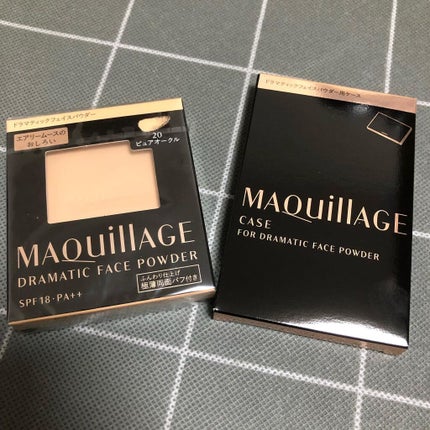 ドラマティックフェイスパウダー
エアリームースの
おしろい
20
ピュアオークル
MAQuillAGE
DRAMATIC FACE POWDER
ふんわり仕上げ
極薄両面パフ付き
SPF18・PA++
ドラマティックフェイスパウダー用ケース
MAQuillAGE
CASE
FOR DRAMATIC FACE POWDER